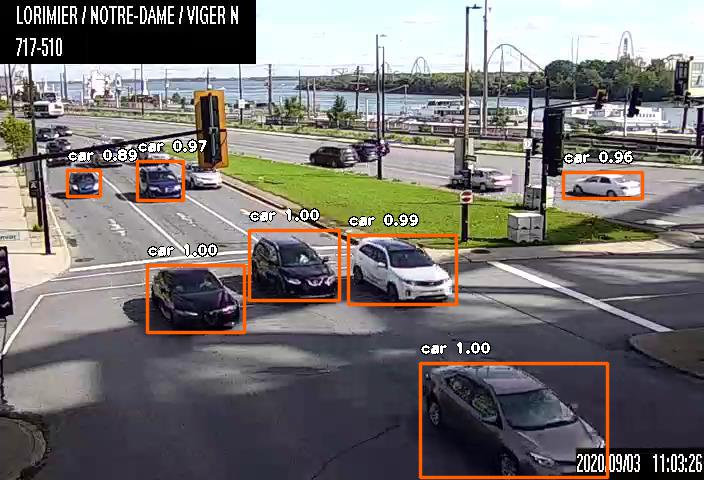 LORIMIER / NOTRE-DAME / VIGER N
717-510
car 0.89
car 0.97
car 0.96
car 1.00
car 0.99
car 1.00
car 1.00
2020/09/03 11:03:26